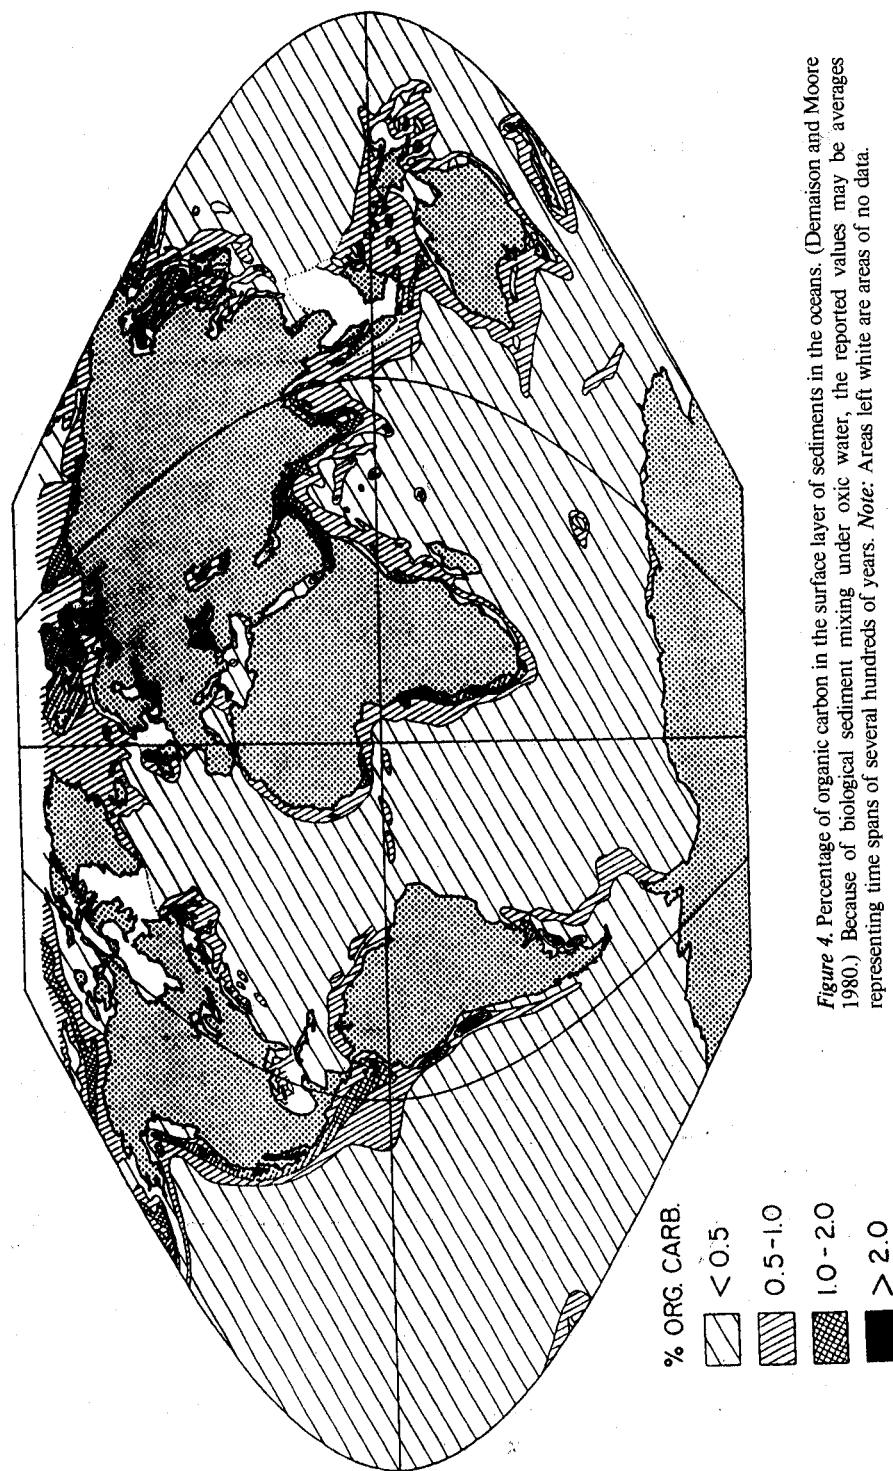 % ORG. CARB.
< 0.5
0.5-1.0
1.0-2.0
> 2.0
Figure 4. Percentage of organic carbon in the surface layer of sediments in the oceans. (Demaison and Moore
1980.) Because of biological sediment mixing under oxic water, the reported values may be averages
representing time spans of several hundreds of years. Note: Areas left white are areas of no data.